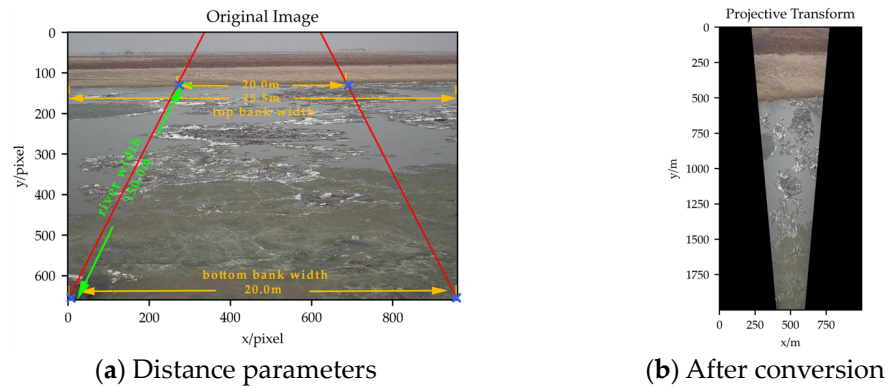 Original Image
0
100
200
300
400
500
600
y/pixel
20.0m
45.5m
top bank width
river width
bottom bank width
20.0m
0 200 400 600 800
x/pixel
(a) Distance parameters
Projective Transform
0
250
500
750
1000
1250
1500
1750
y/m
0 250 500 750
x/m
(b) After conversion